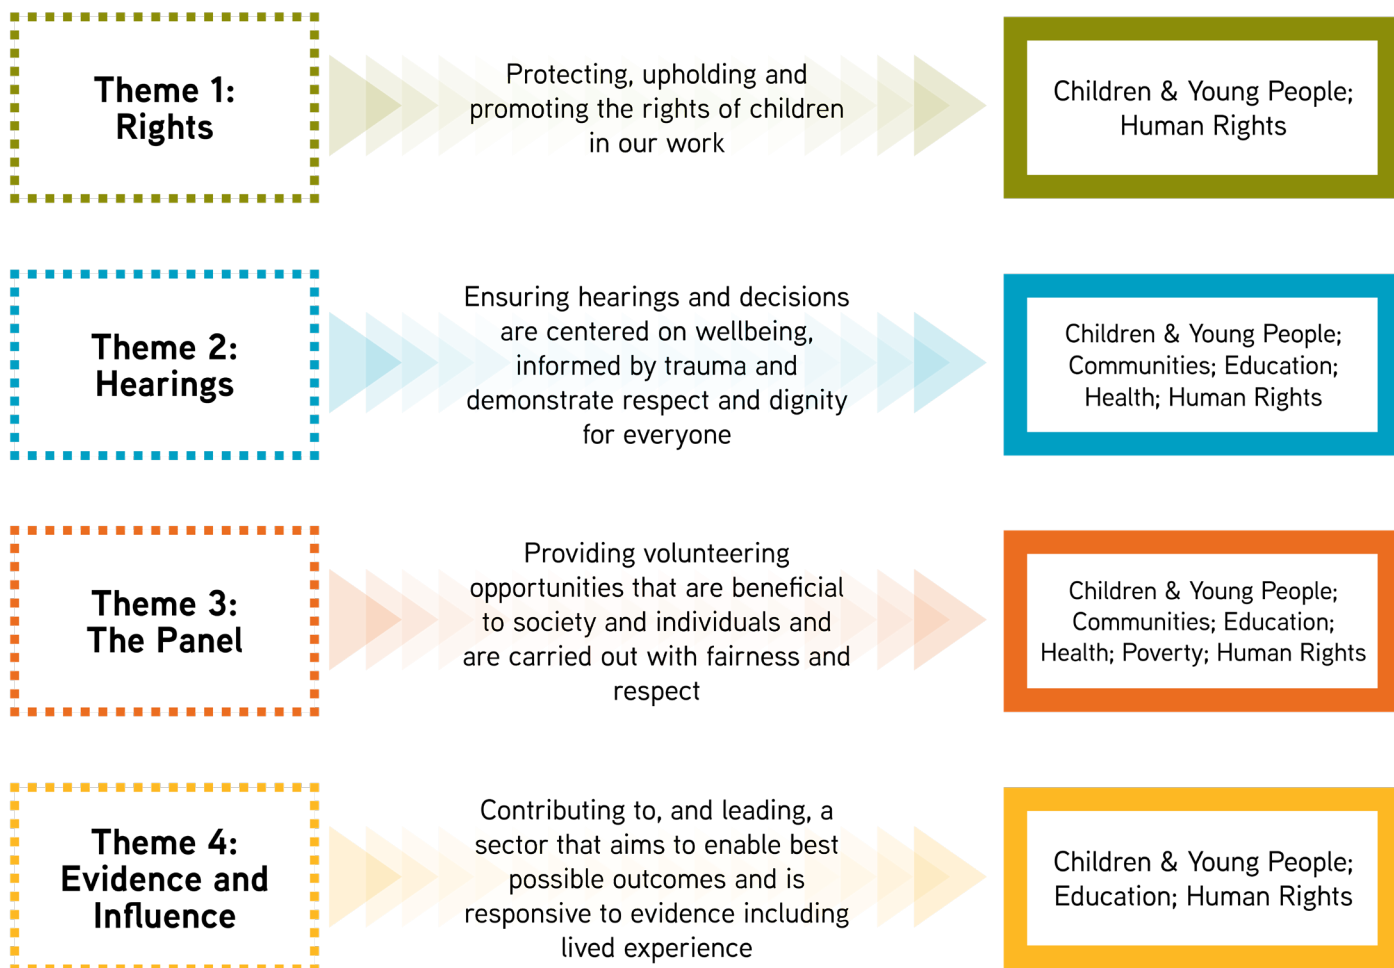 Theme 1:
Rights
Protecting, upholding and
promoting the rights of children
in our work
Children & Young People;
Human Rights
Theme 2:
Hearings
Ensuring hearings and decisions
are centered on wellbeing,
informed by trauma and
demonstrate respect and dignity
for everyone
Children & Young People;
Communities; Education;
Health; Human Rights
Theme 3:
The Panel
Providing volunteering
opportunities that are beneficial
to society and individuals and
are carried out with fairness and
respect
Children & Young People;
Communities; Education;
Health; Poverty; Human Rights
Theme 4:
Evidence and
Influence
Contributing to, and leading, a
sector that aims to enable best
possible outcomes and is
responsive to evidence including
lived experience
Children & Young People;
Education; Human Rights